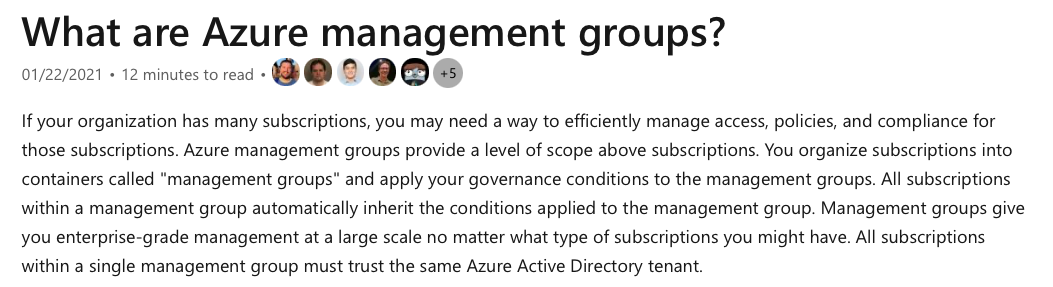 What are Azure management groups?
01/22/2021 • 12 minutes to read • +5
If your organization has many subscriptions, you may need a way to efficiently manage access, policies, and compliance for
those subscriptions. Azure management groups provide a level of scope above subscriptions. You organize subscriptions into
containers called "management groups" and apply your governance conditions to the management groups. All subscriptions
within a management group automatically inherit the conditions applied to the management group. Management groups give
you enterprise-grade management at a large scale no matter what type of subscriptions you might have. All subscriptions
within a single management group must trust the same Azure Active Directory tenant.